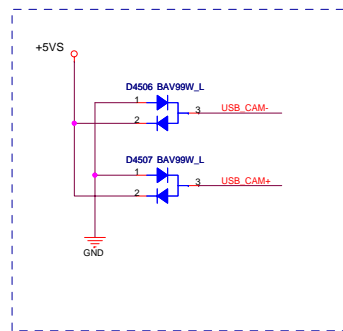 +5VS
D4506 BAV99W_L
1
3
USB_CAM-
2
D4507 BAV99W_L
1
3
USB_CAM+
2
GND